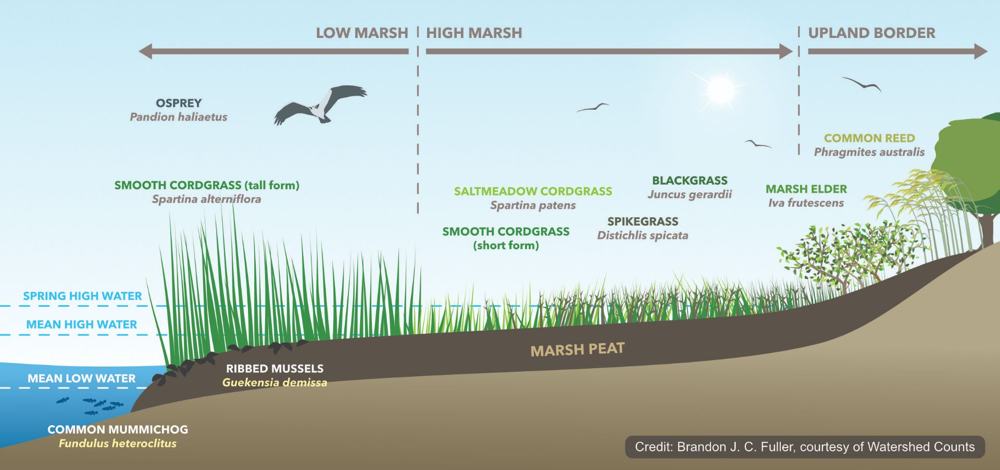 LOW MARSH
HIGH MARSH
UPLAND BORDER
OSPREY
Pandion haliaetus
COMMON REED
Phragmites australis
SMOOTH CORDGRASS (tall form)
Spartina alterniflora
SALTMEADOW CORDGRASS
Spartina patens
BLACKGRASS
Juncus gerardii
MARSH ELDER
Iva frutescens
SMOOTH CORDGRASS
(short form)
SPIKEGRASS
Distichlis spicata
SPRING HIGH WATER
MEAN HIGH WATER
MEAN LOW WATER
MARSH PEAT
RIBBED MUSSELS
Guekensia demissa
COMMON MUMMICHOG
Fundulus heteroclitus
Credit: Brandon J. C. Fuller, courtesy of Watershed Counts